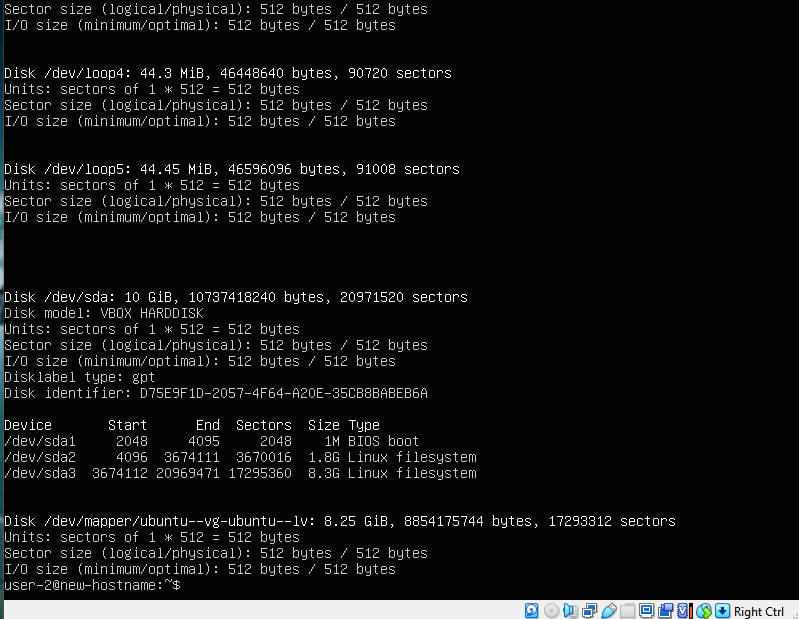 Sector size (logical/physical): 512 bytes / 512 bytes
I/O size (minimum/optimal): 512 bytes / 512 bytes
Disk /dev/loop4: 44.3 MiB, 46448640 bytes, 90720 sectors
Units: sectors of 1 * 512 = 512 bytes
Sector size (logical/physical): 512 bytes / 512 bytes
I/O size (minimum/optimal): 512 bytes / 512 bytes
Disk /dev/loop5: 44.45 MiB, 46596096 bytes, 91008 sectors
Units: sectors of 1 * 512 = 512 bytes
Sector size (logical/physical): 512 bytes / 512 bytes
I/O size (minimum/optimal): 512 bytes / 512 bytes
Disk /dev/sda: 10 GiB, 10737418240 bytes, 20971520 sectors
Disk model: VBOX HARDDISK
Units: sectors of 1 * 512 = 512 bytes
Sector size (logical/physical): 512 bytes / 512 bytes
I/O size (minimum/optimal): 512 bytes / 512 bytes
Disklabel type: gpt
Disk identifier: D75E9F1D-2057-4F64-A20E-35CB8BABEB6A
Device Start End Sectors Size Type
/dev/sda1 2048 4095 2048 1M BIOS boot
/dev/sda2 4096 3674111 3670016 1.8G Linux filesystem
/dev/sda3 3674112 20969471 17295360 8.3G Linux filesystem
Disk /dev/mapper/ubuntu--vg-ubuntu--lv: 8.25 GiB, 8854175744 bytes, 17293312 sectors
Units: sectors of 1 * 512 = 512 bytes
Sector size (logical/physical): 512 bytes / 512 bytes
I/O size (minimum/optimal): 512 bytes / 512 bytes
user-2@new-hostname:~$
Right Ctrl